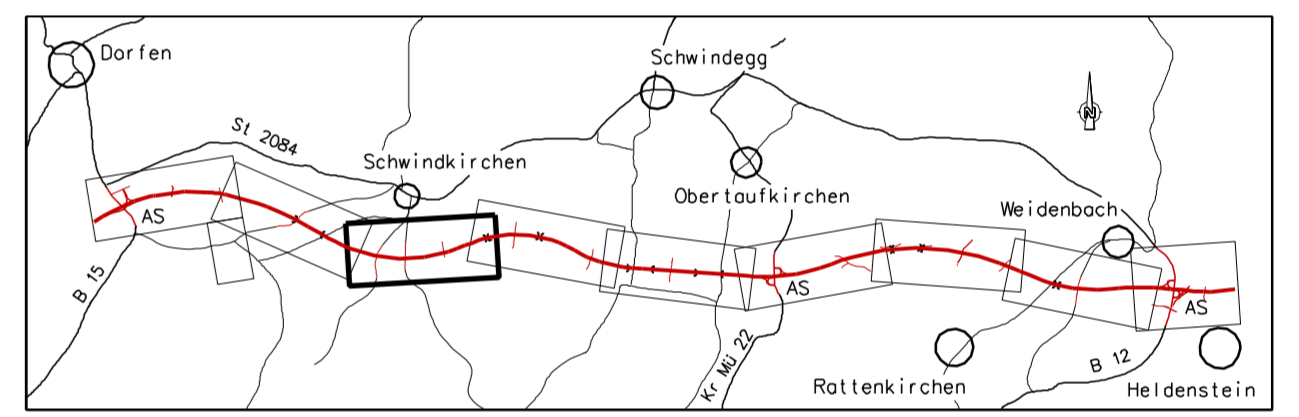 Dorfen
Schwindegg
N
St 2084
Schwindkirchen
Obertaufkirchen
Weidenbach
AS
B 15
AS
AS
Kr Mü 22
B 12
Rattenkirchen
Heldenstein